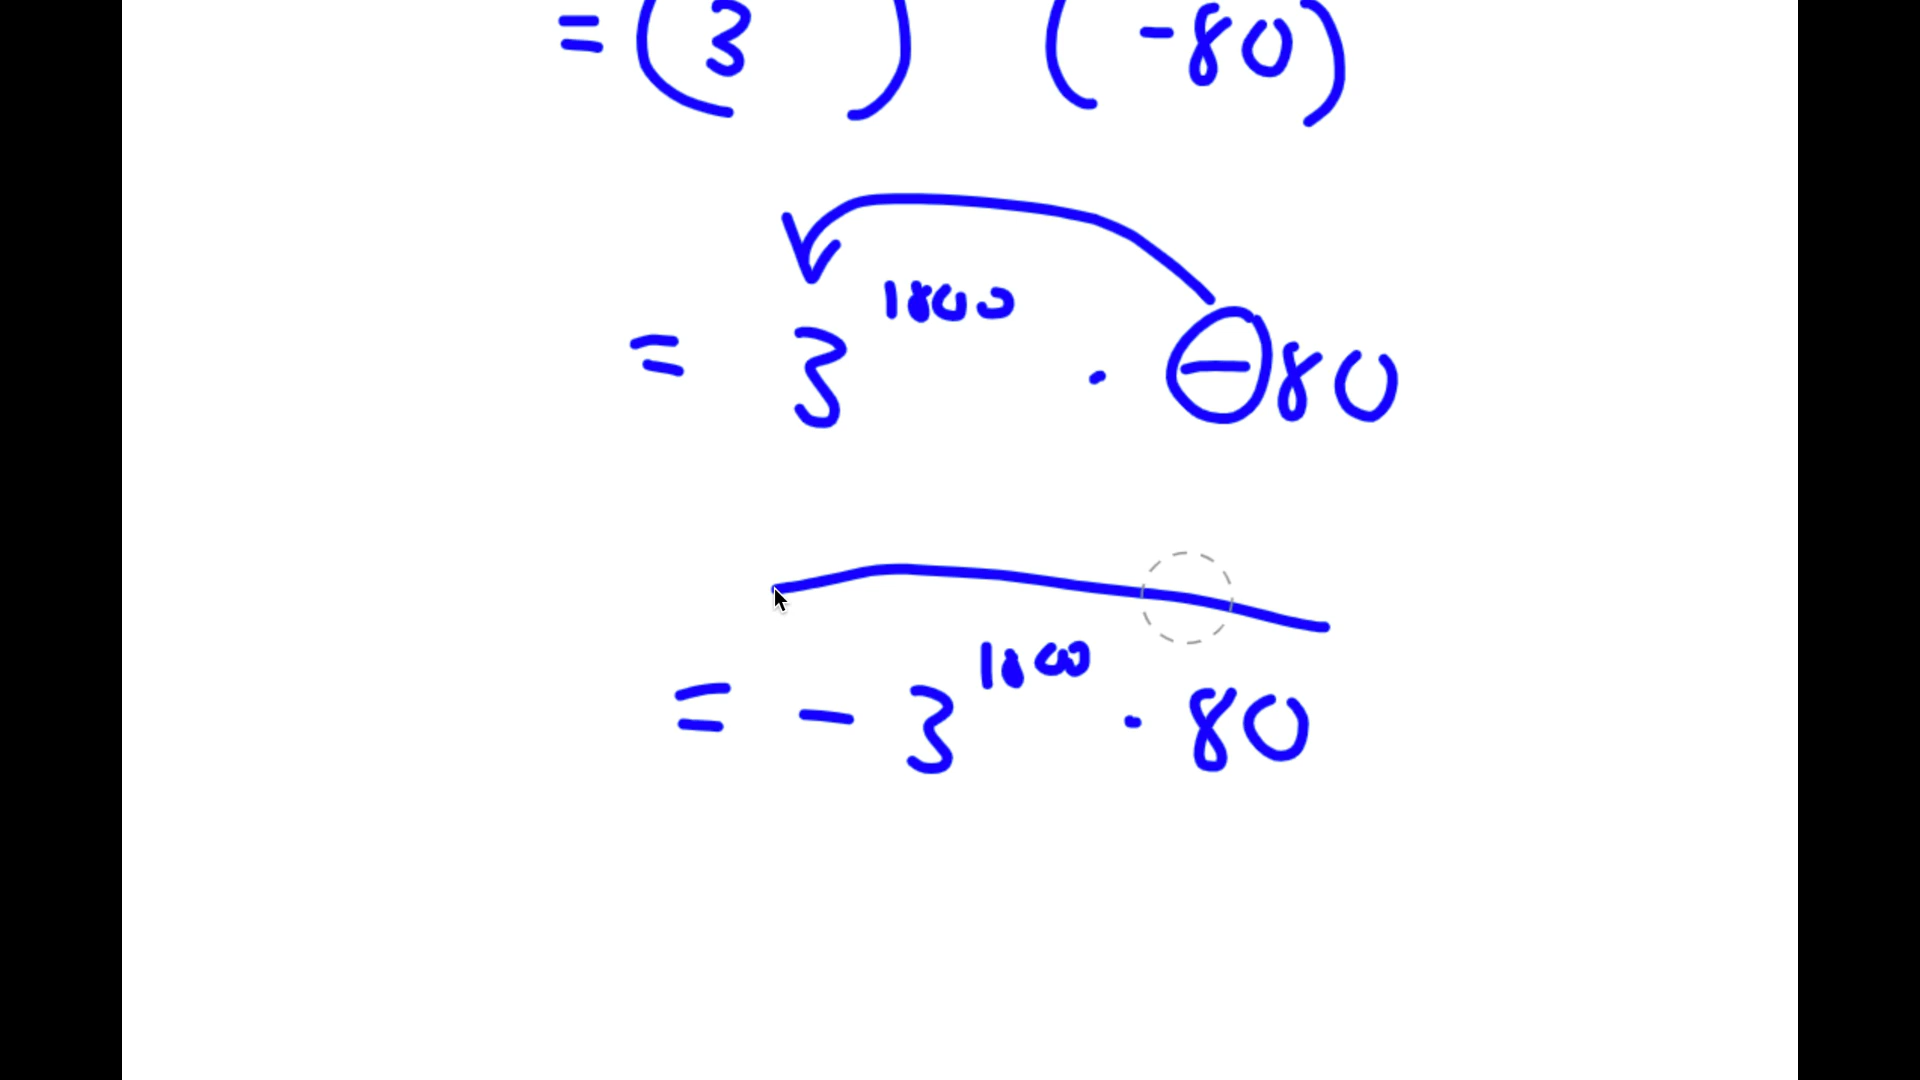 = (3 ) (-80)
= 3^1800 · -80
= - 3^1800 · 80